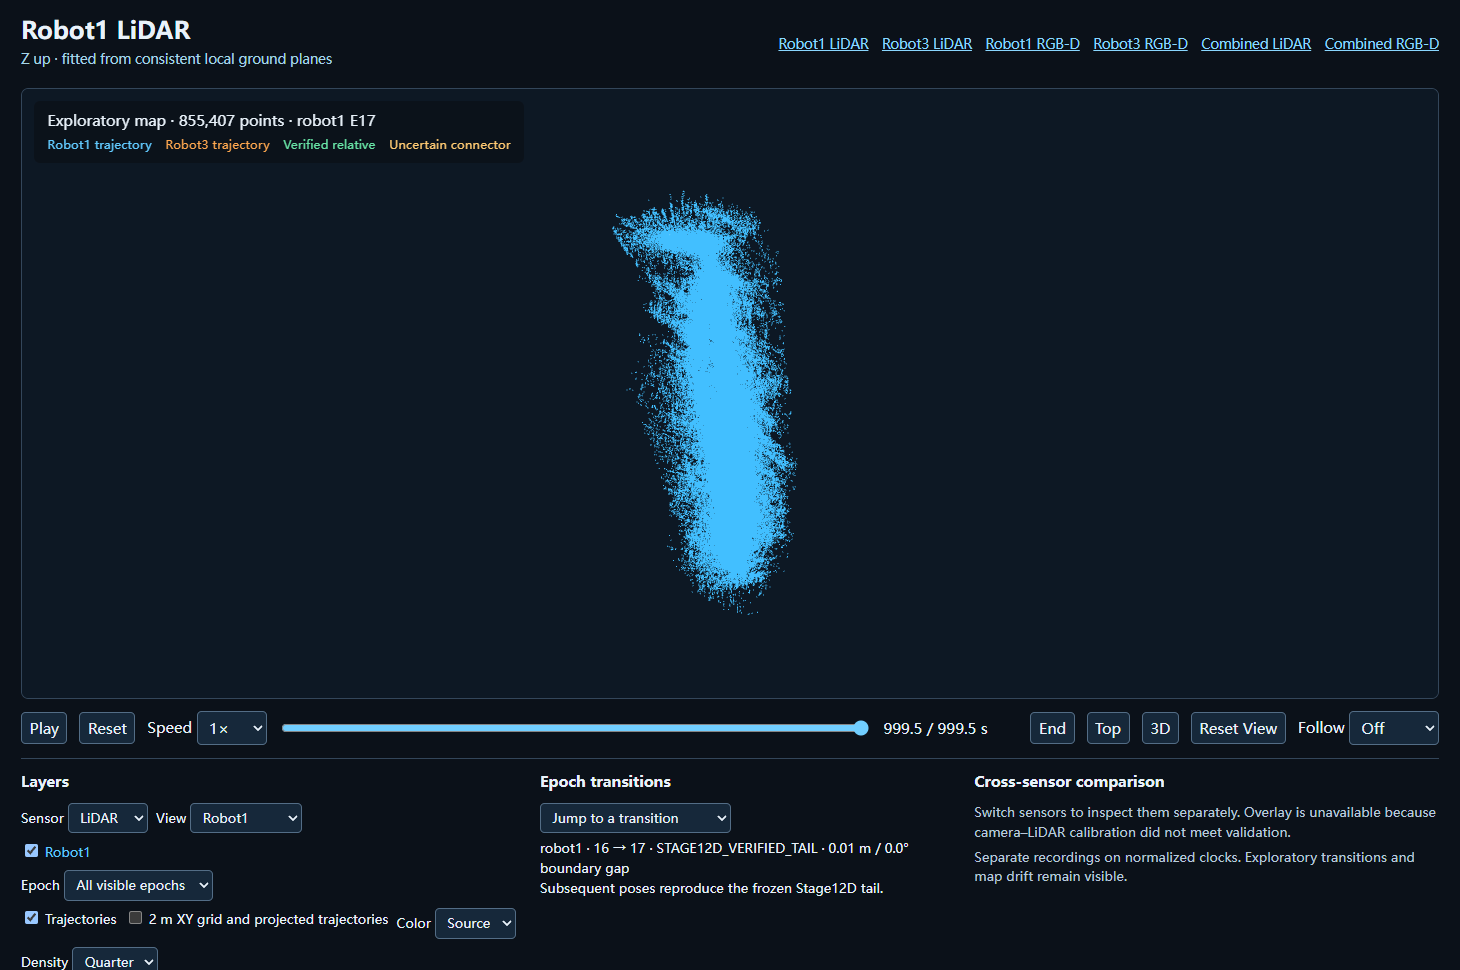 Robot1 LiDAR
Z up · fitted from consistent local ground planes
Robot1 LiDAR Robot3 LiDAR Robot1 RGB-D Robot3 RGB-D Combined LiDAR Combined RGB-D
Exploratory map · 855,407 points · robot1 E17
Robot1 trajectory Robot3 trajectory Verified relative Uncertain connector
Play Reset Speed 1× 999.5 / 999.5 s End Top 3D Reset View Follow Off
Layers
Sensor LiDAR View Robot1
Robot1
Epoch All visible epochs
Trajectories 2 m XY grid and projected trajectories Color Source
Density Quarter
Epoch transitions
Jump to a transition
robot1 · 16 → 17 · STAGE12D_VERIFIED_TAIL · 0.01 m / 0.0°
boundary gap
Subsequent poses reproduce the frozen Stage12D tail.
Cross-sensor comparison
Switch sensors to inspect them separately. Overlay is unavailable because
camera–LiDAR calibration did not meet validation.
Separate recordings on normalized clocks. Exploratory transitions and
map drift remain visible.